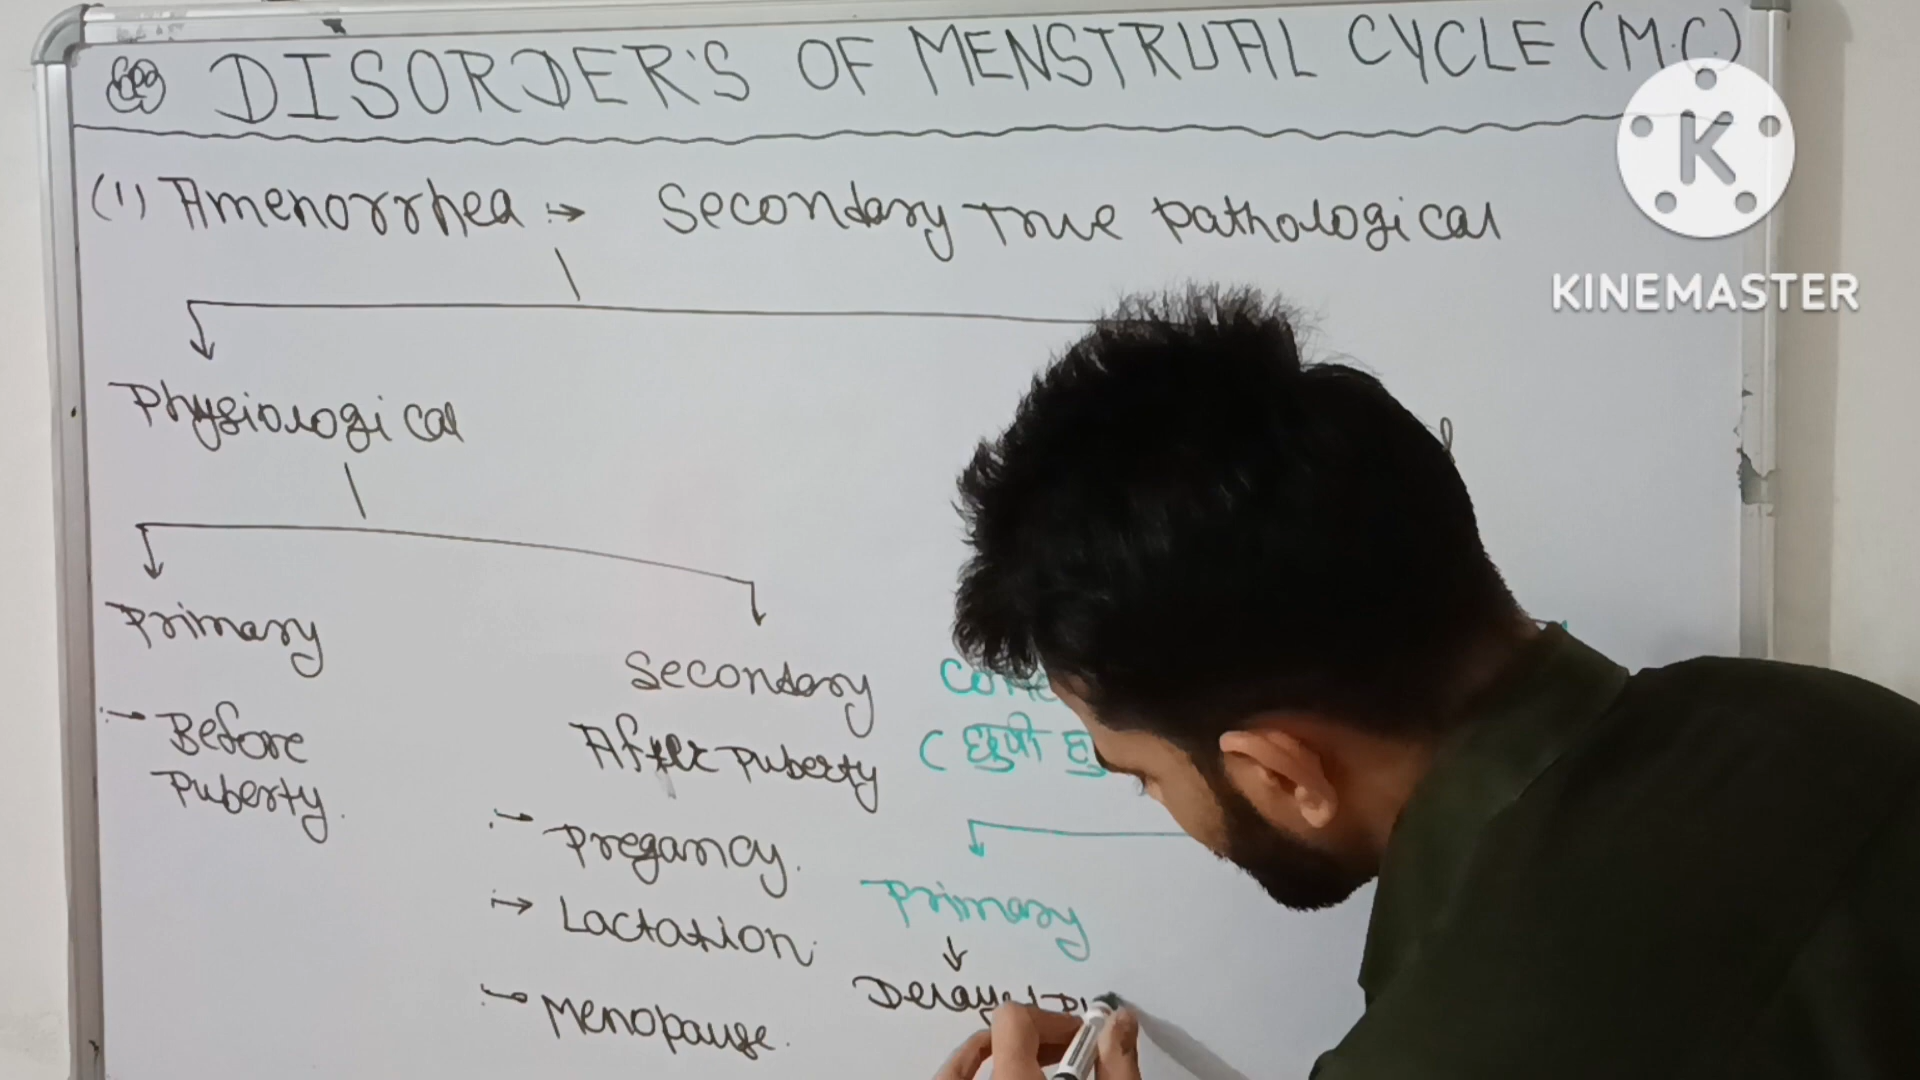 DISORDER'S OF MENSTRUAL CYCLE (M.C.)
K
KINEMASTER
(1) Amenorrhea → Secondary True Pathological
Physiological
Primary
Secondary
→ Before
Puberty.
After Puberty
(छुपी
→ Pregancy.
→ Lactation.
→ Menopause.
Primary
Delayed